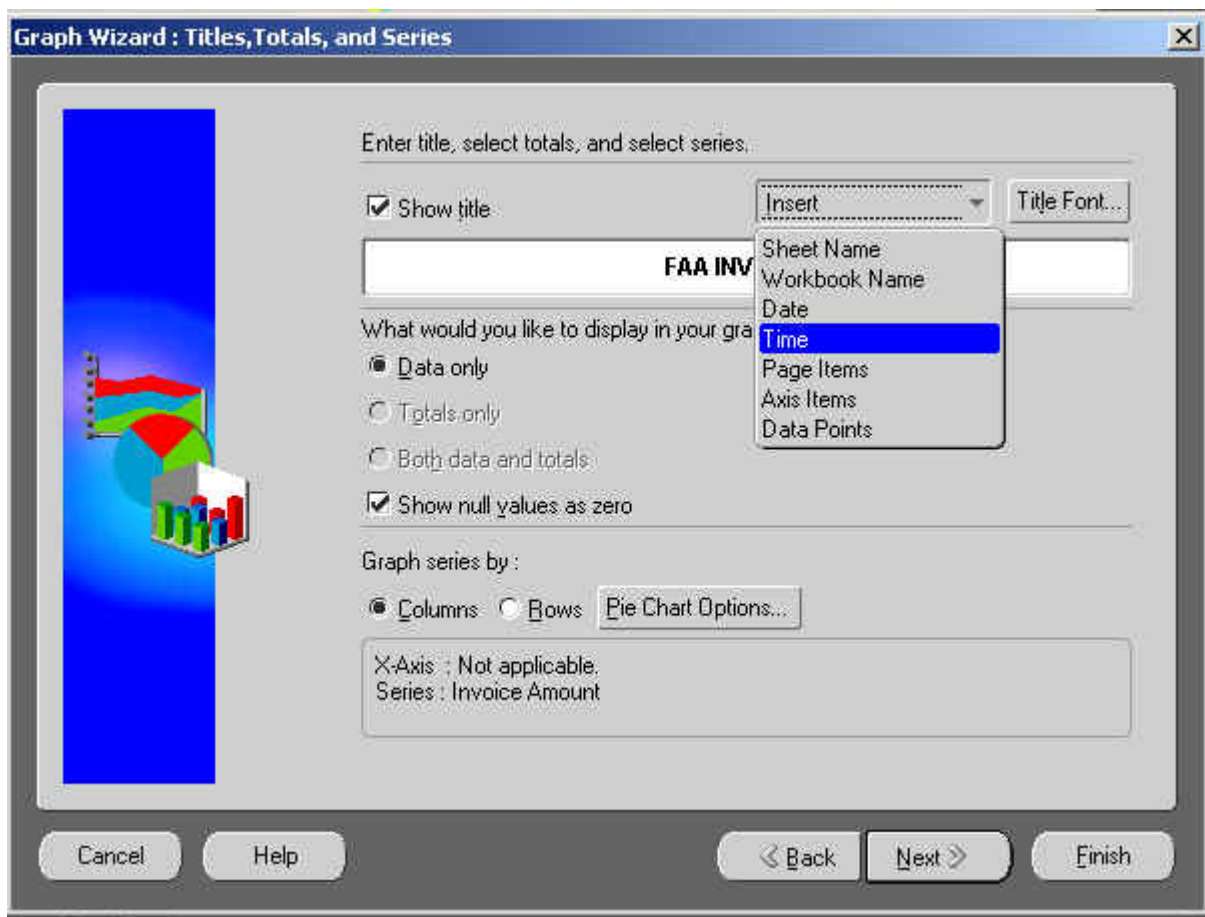 Graph Wizard : Titles,Totals, and Series
Enter title, select totals, and select series.
Show title
Insert
Title Font...
FAA INV
Sheet Name
Workbook Name
Date
Time
Page Items
Axis Items
Data Points
What would you like to display in your gra
Data only
Totals only
Both data and totals
Show null values as zero
Graph series by :
Columns Rows Pie Chart Options...
X-Axis : Not applicable.
Series : Invoice Amount
Cancel Help Back Next Finish